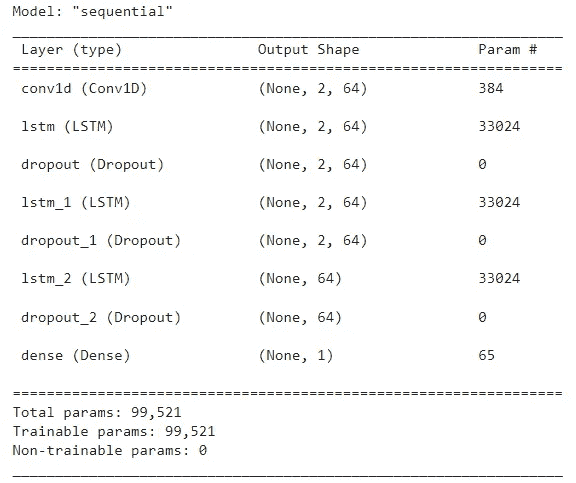 Model: "sequential"
_________________________________________________________________
Layer (type) Output Shape Param #
=================================================================
conv1d (Conv1D) (None, 2, 64) 384
lstm (LSTM) (None, 2, 64) 33024
dropout (Dropout) (None, 2, 64) 0
lstm_1 (LSTM) (None, 2, 64) 33024
dropout_1 (Dropout) (None, 2, 64) 0
lstm_2 (LSTM) (None, 64) 33024
dropout_2 (Dropout) (None, 64) 0
dense (Dense) (None, 1) 65
=================================================================
Total params: 99,521
Trainable params: 99,521
Non-trainable params: 0
_________________________________________________________________